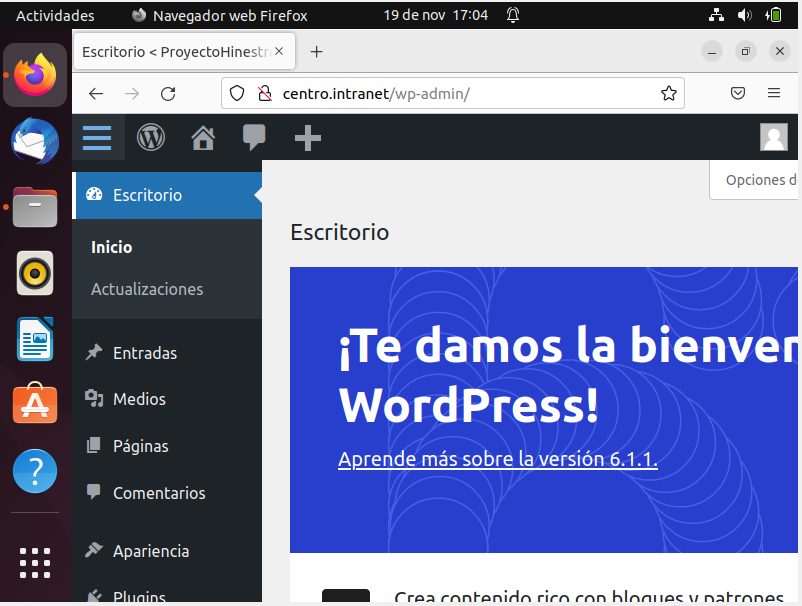 Actividades
Navegador web Firefox
19 de nov 17:04
Escritorio < ProyectoHinestr
centro.intranet/wp-admin/
Opciones d
Escritorio
Inicio
Actualizaciones
Entradas
Medios
Páginas
Comentarios
Apariencia
Plugins
Escritorio
¡Te damos la bienver
WordPress!
Aprende más sobre la versión 6.1.1.
Crea contenido rico con bloques y patrones